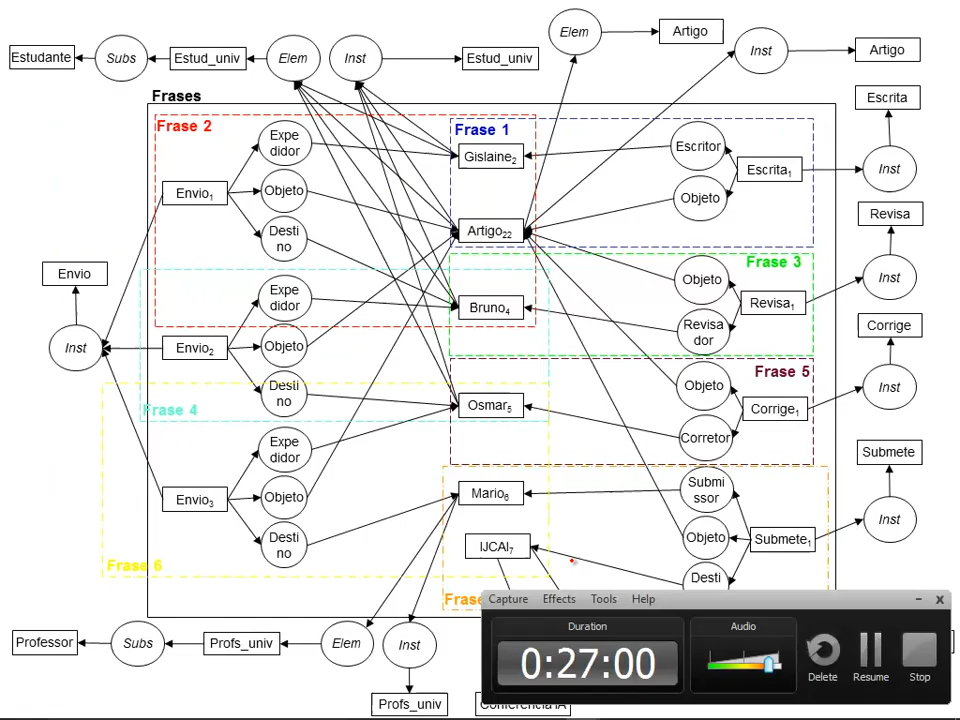 Elem
Artigo
Inst
Artigo
Estudante
Subs
Estud_univ
Elem
Inst
Estud_univ
Frases
Escrita
Frase 2
Frase 1
Expe
didor
Gislaine2
Escritor
Escrita1
Inst
Envio1
Objeto
Objeto
Revisa
Desti
no
Artigo22
Frase 3
Envio
Expe
didor
Bruno4
Objeto
Revisa1
Inst
Revisa
dor
Corrige
Inst
Envio2
Objeto
Frase 5
Desti
no
Objeto
Inst
Frase 4
Osmar5
Corrige1
Corretor
Expe
didor
Submete
Envio3
Objeto
Mario6
Submi
ssor
Inst
Desti
no
IJCAI7
Objeto
Submete1
Frase 6
Desti
Frase
Capture Effects Tools Help
Duration
Audio
0:27:00
Delete
Resume
Stop
Professor
Subs
Profs_univ
Elem
Inst
Profs_univ
Conferencia IA